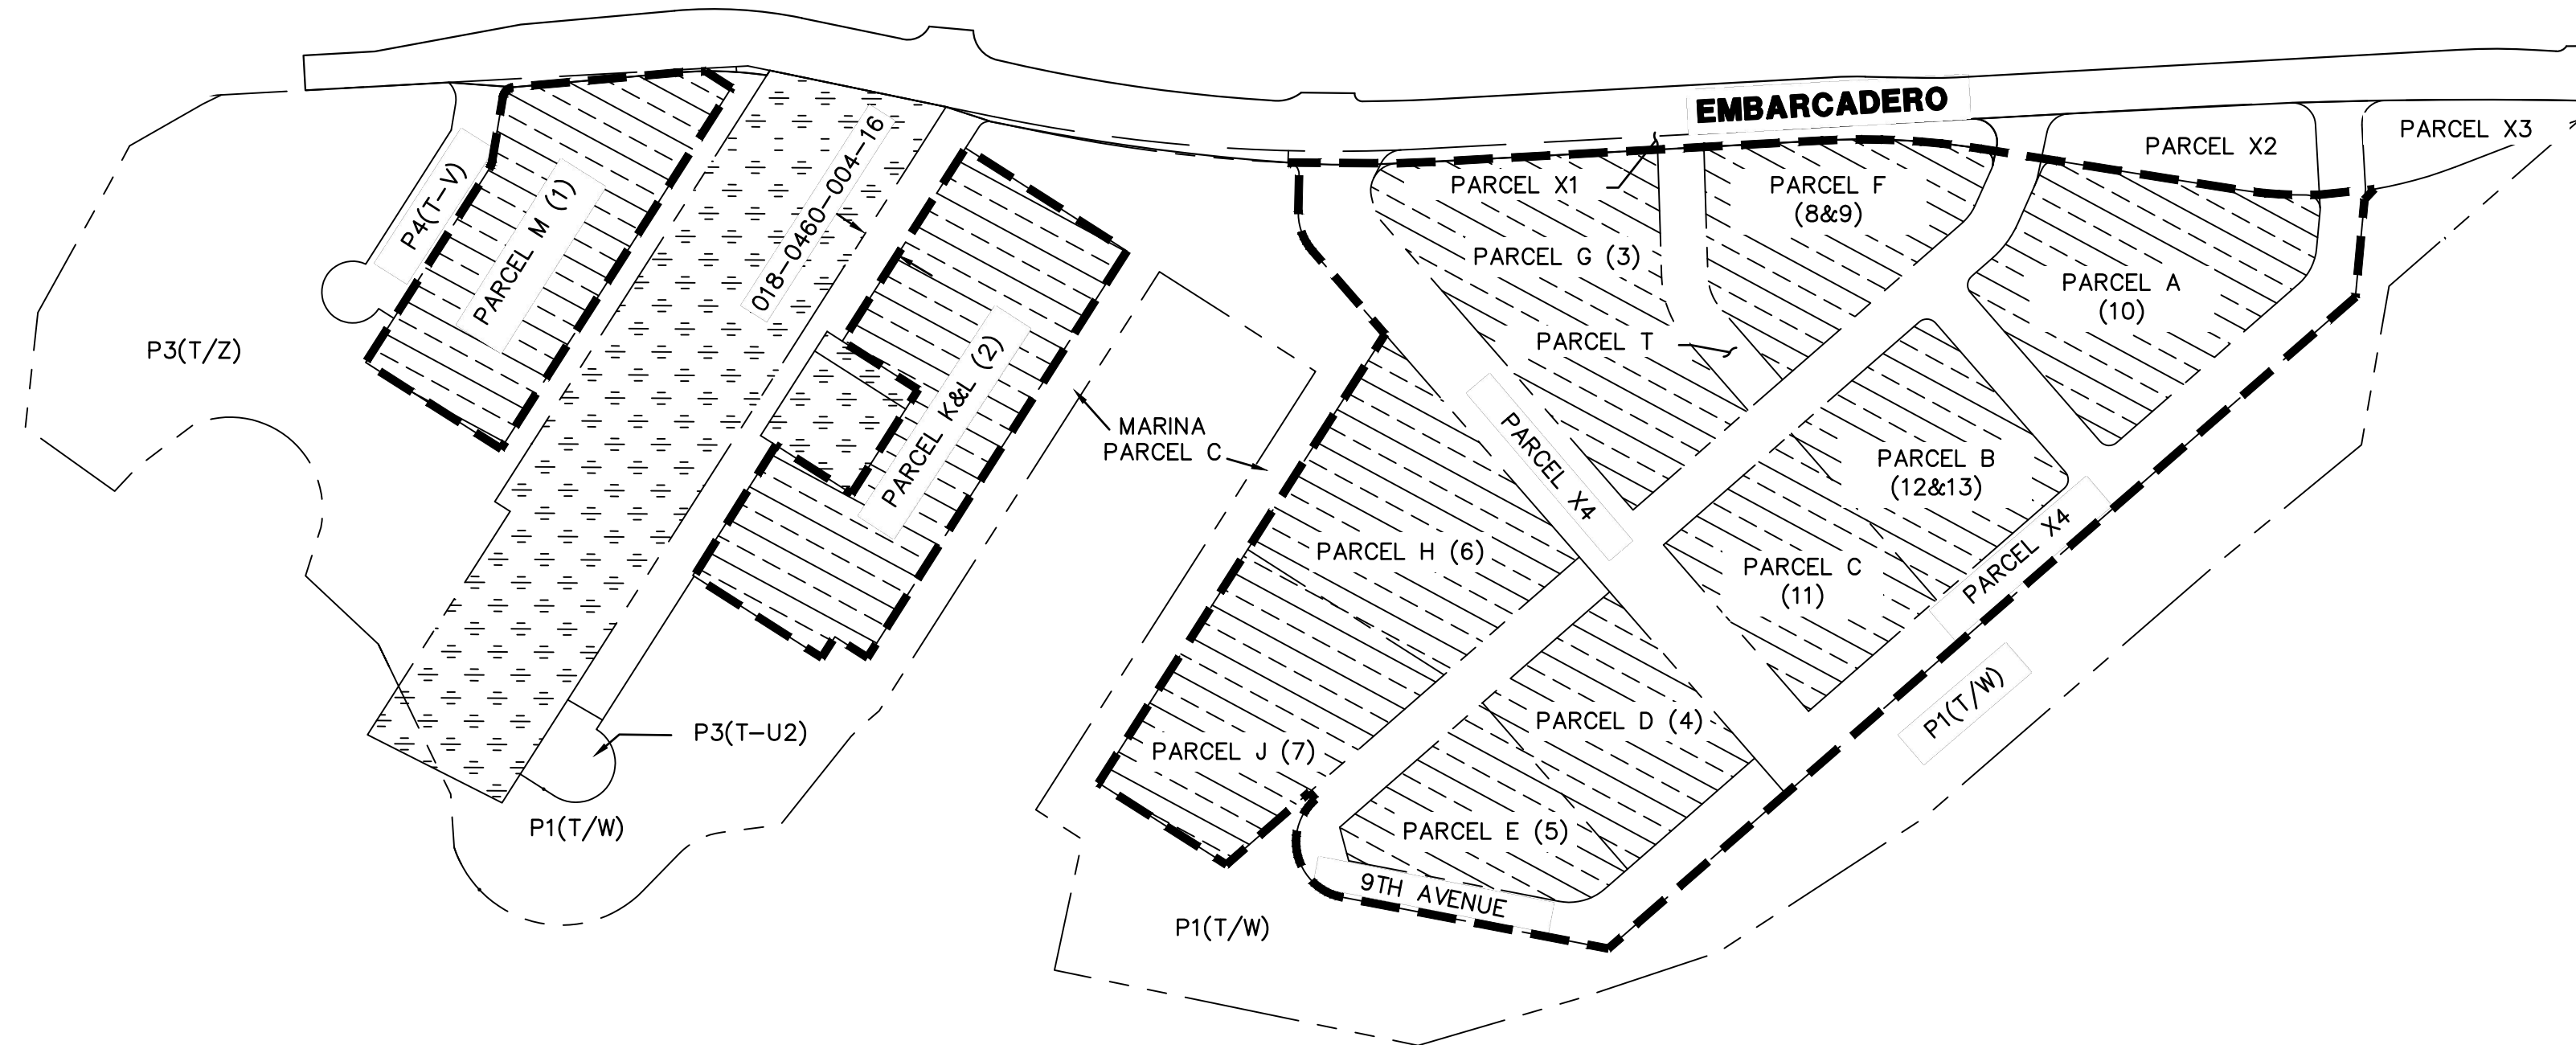 EMBARCADERO
PARCEL X3
PARCEL X2
PARCEL X1
PARCEL F
(8&9)
P4(T-V)
PARCEL M (1)
018-0460-004-16
PARCEL G (3)
PARCEL A
(10)
P3(T/Z)
PARCEL T
PARCEL K&L (2)
MARINA
PARCEL C
PARCEL X4
PARCEL B
(12&13)
PARCEL H (6)
PARCEL C
(11)
PARCEL X4
P1(T/W)
P3(T-U2)
PARCEL D (4)
PARCEL J (7)
P1(T/W)
PARCEL E (5)
9TH AVENUE
P1(T/W)